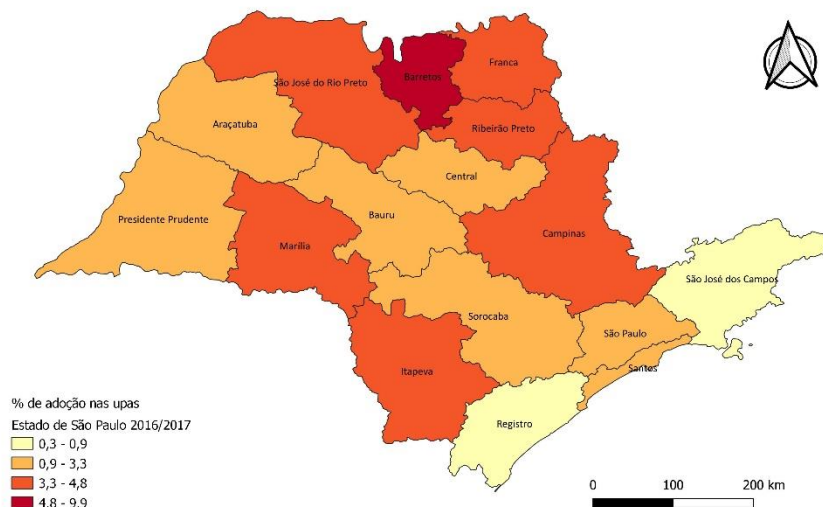 Barretos
Franca
São José do Rio Preto
Araçatuba
Ribeirão Preto
Central
Presidente Prudente
Bauru
Marília
Campinas
São José dos Campos
Sorocaba
São Paulo
Santos
Itapeva
Registro
% de adoção nas upas
Estado de São Paulo 2016/2017
0,3 - 0,9
0,9 - 3,3
3,3 - 4,8
4,8 - 9,9
0 100 200 km